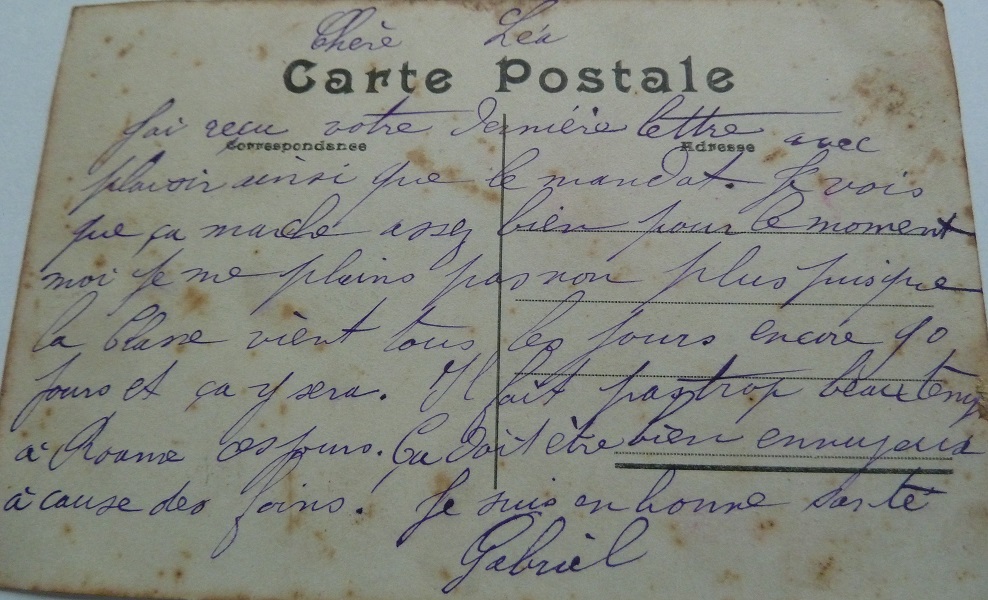 Chère Léa
Carte Postale
J'ai reçu votre dernière lettre avec
Correspondance Adresse
plaisir ainsi que le mandat. Je vois
que ça marche assez bien pour le moment
moi je ne me plains pas non plus puisque
la Classe vient tous les jours encore 90
jours et ça y sera. Il fait pas trop beau temps
à Roanne ces jours. Ça doit être bien ennuyeux
à cause des foins. Je suis en bonne santé
Gabriel